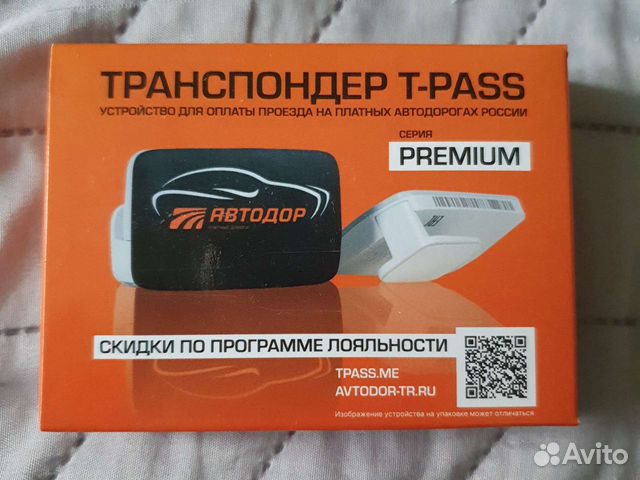 ТРАНСПОНДЕР T-PASS
УСТРОЙСТВО ДЛЯ ОПЛАТЫ ПРОЕЗДА НА ПЛАТНЫХ АВТОДОРОГАХ РОССИИ
СЕРИЯ
PREMIUM
АВТОДОР
СКИДКИ ПО ПРОГРАММЕ ЛОЯЛЬНОСТИ
TPASS.ME
AVTODOR-TR.RU
Изображение устройства на упаковке может отличаться
Avito